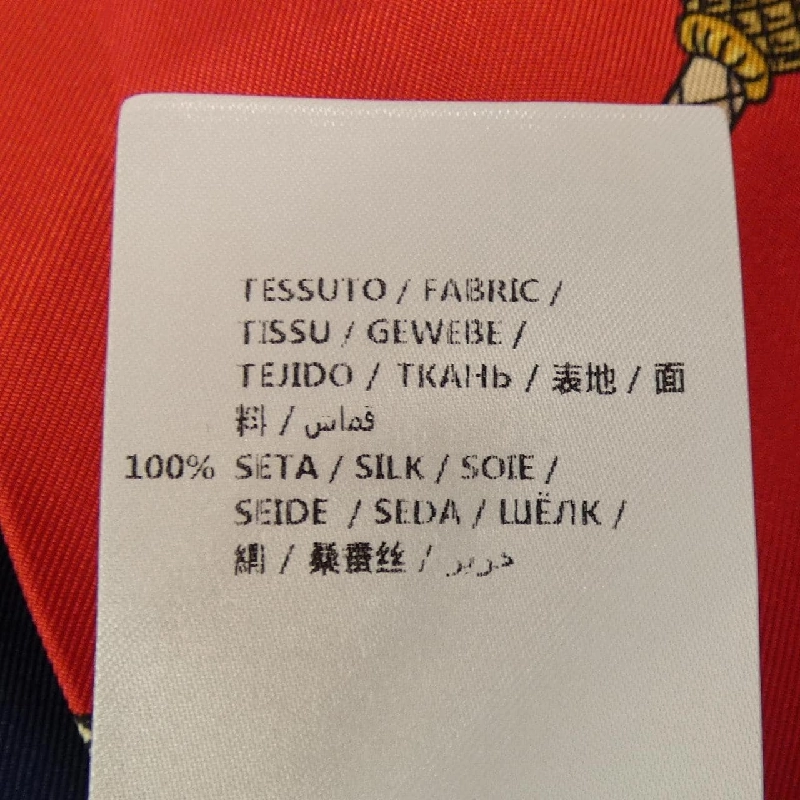 TESSUTO / FABRIC /
TISSU / GEWEBE /
TEJIDO / ТКАНЬ / 表地 / 面
料 / قماش
100% SETA / SILK / SOIE /
SEIDE / SEDA / ШЁЛК /
絹 / 桑蚕丝 / حرير